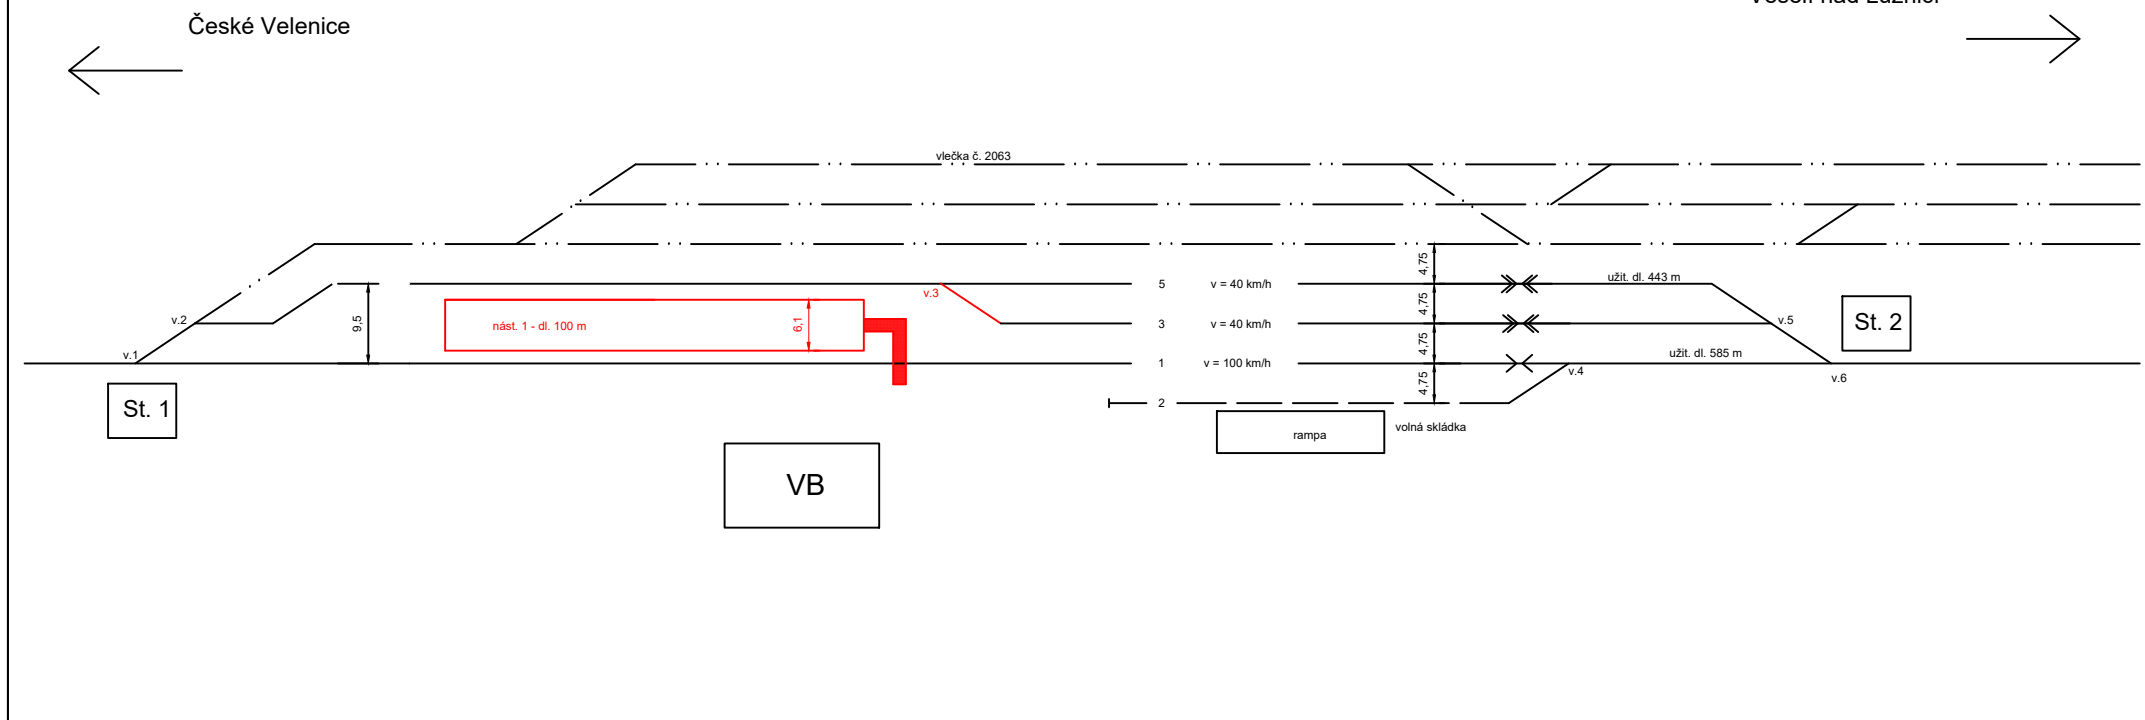 České Velenice
vlečka č. 2063
4,75
5 v = 40 km/h
užit. dl. 443 m
v.3
v.2
9,5
nást. 1 - dl. 100 m
6,1
4,75
3 v = 40 km/h
v.5
St. 2
v.1
4,75
1 v = 100 km/h
užit. dl. 585 m
v.4
v.6
St. 1
2
4,75
rampa
volná skládka
VB